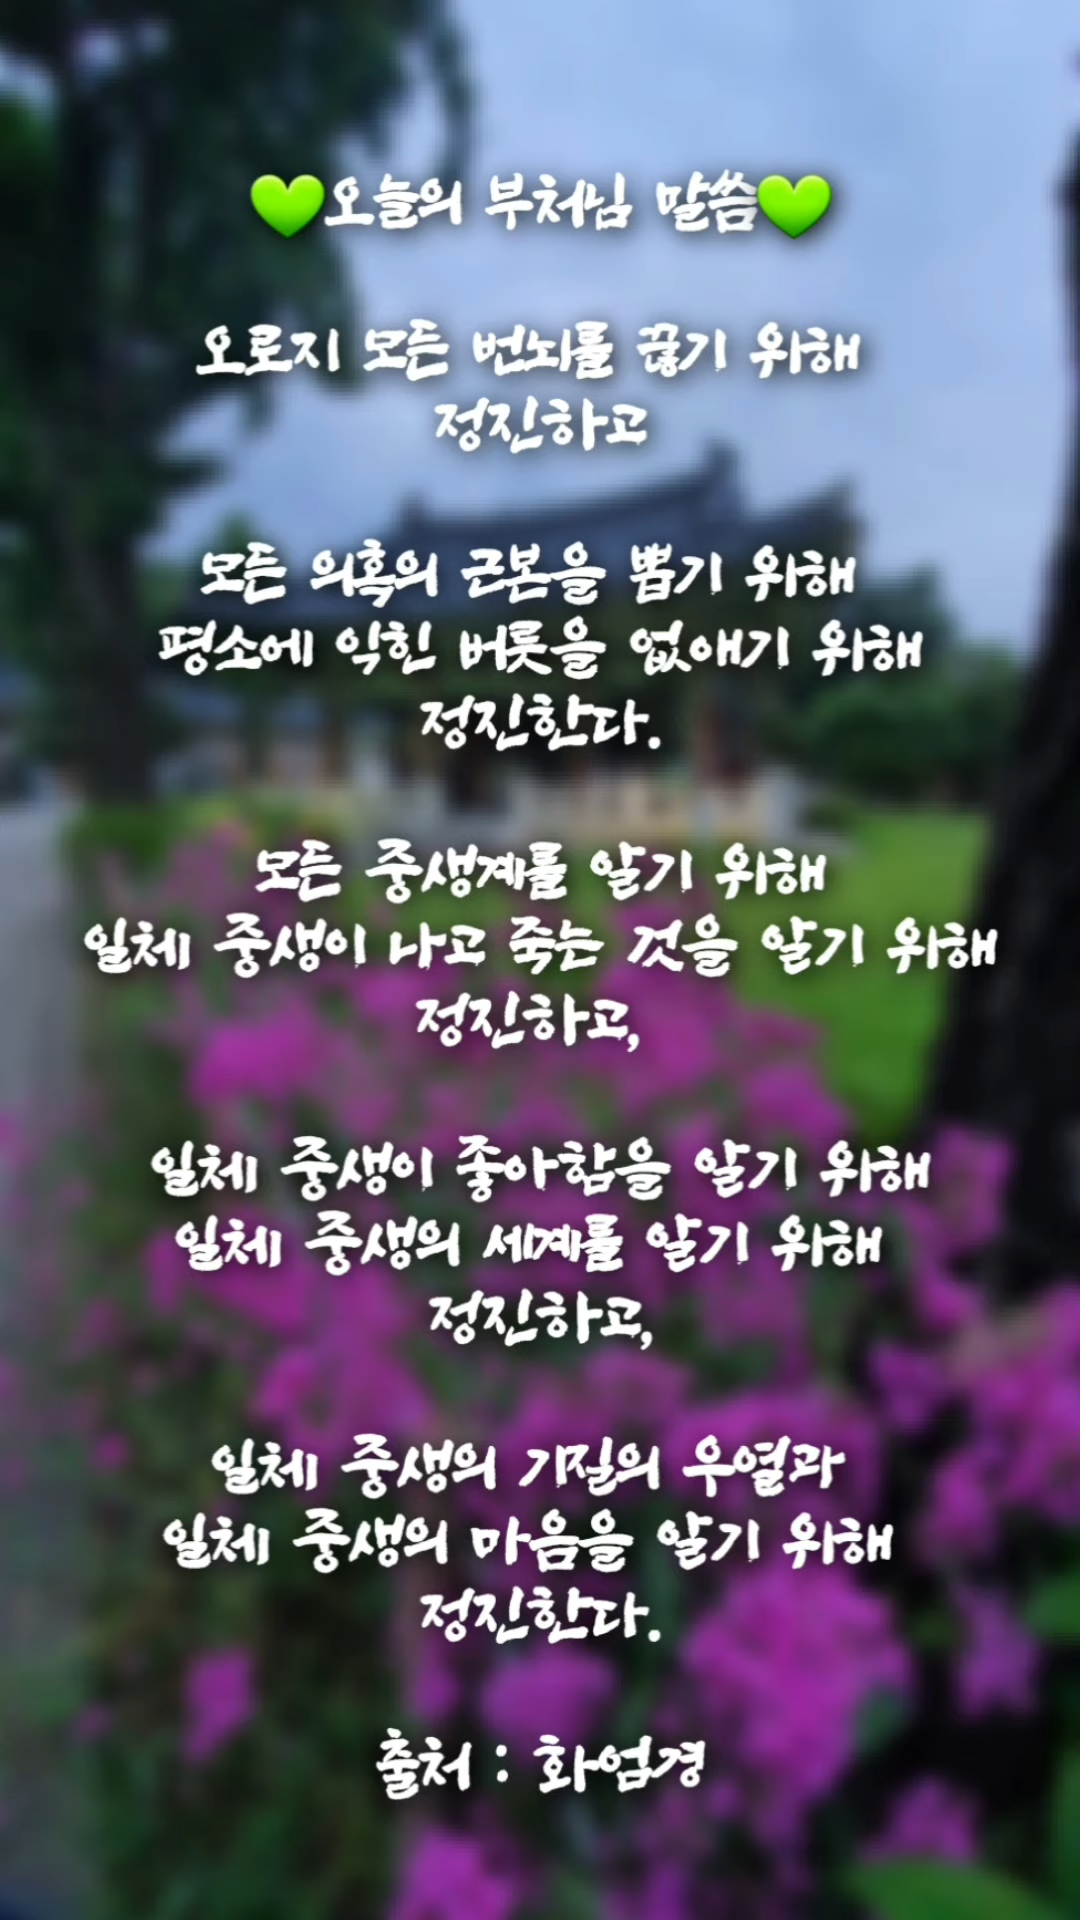 💚오늘의 부처님 말씀💚
오로지 모든 번뇌를 끊기 위해
정진하고
모든 의혹의 근본을 뽑기 위해
평소에 익힌 버릇을 없애기 위해
정진한다.
모든 중생계를 알기 위해
일체 중생이 나고 죽는 것을 알기 위해
정진하고,
일체 중생이 좋아함을 알기 위해
일체 중생의 세계를 알기 위해
정진하고,
일체 중생의 기질의 우열과
일체 중생의 마음을 알기 위해
정진한다.
출처 : 화엄경